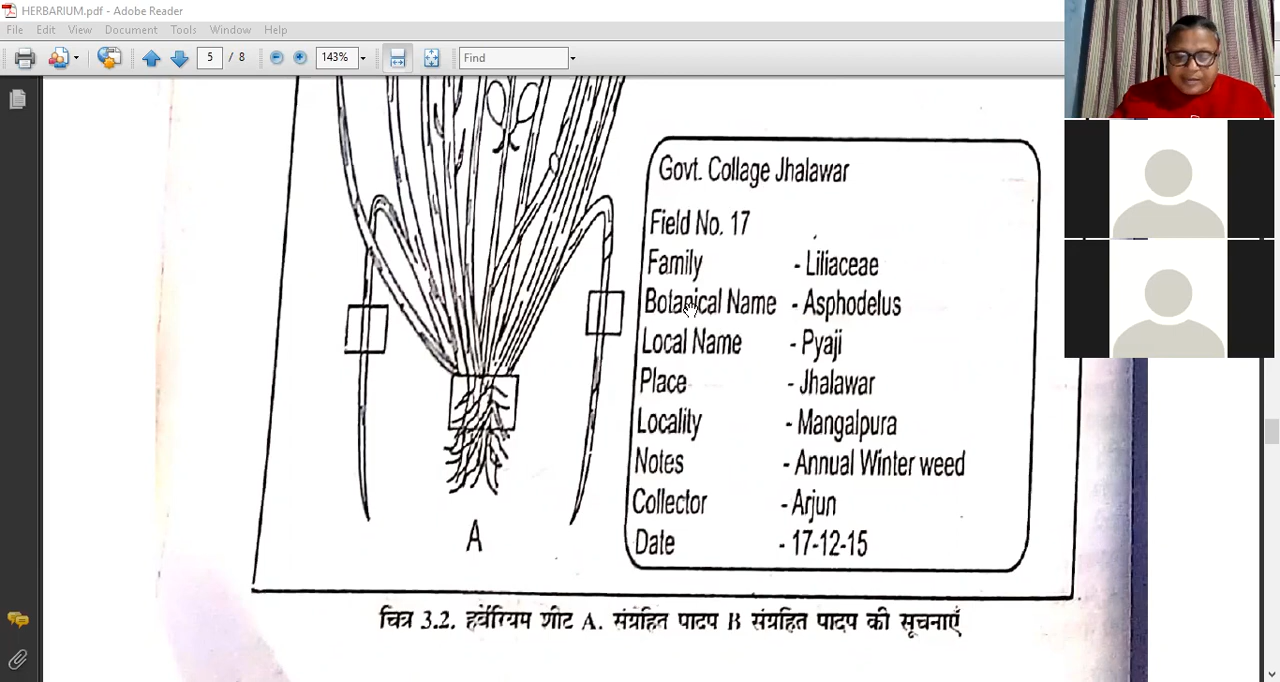 HERBARIUM.pdf - Adobe Reader
File Edit View Document Tools Window Help
5 / 8 143% Find
Govt. Collage Jhalawar
Field No. 17
Family - Liliaceae
Botanical Name - Asphodelus
Local Name - Pyaji
Place - Jhalawar
Locality - Mangalpura
Notes - Annual Winter weed
Collector - Arjun
Date - 17-12-15
A
चित्र 3.2. हर्वेरियम शीट A. संग्रहित पादप B संग्रहित पादप की सूचनाएँ